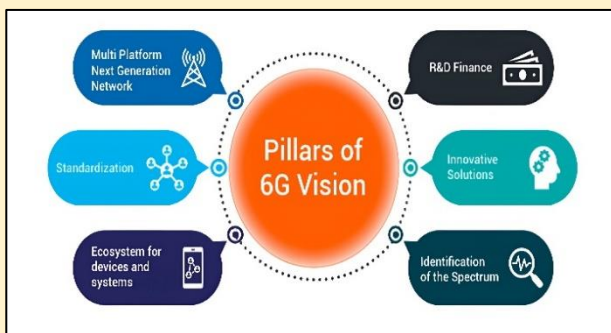 Multi Platform
Next Generation
Network
R&D Finance
Pillars of
6G Vision
Standardization
Innovative
Solutions
Ecosystem for
devices and
systems
Identification
of the Spectrum